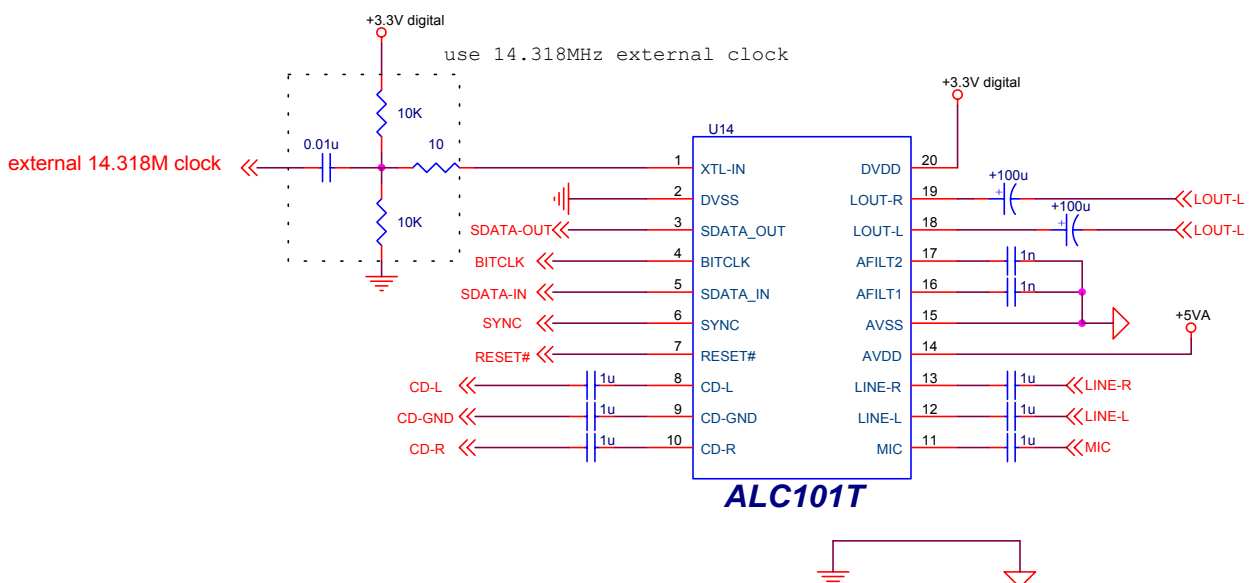 +3.3V digital
use 14.318MHz external clock
+3.3V digital
10K
U14
0.01u
10
external 14.318M clock
1 XTL-IN
DVDD 20
2 DVSS
LOUT-R 19
+100u
+
LOUT-L
10K
SDATA-OUT
3 SDATA_OUT
LOUT-L 18
+100u
+
LOUT-L
BITCLK
4 BITCLK
AFILT2 17
1n
SDATA-IN
5 SDATA_IN
AFILT1 16
1n
SYNC
6 SYNC
AVSS 15
+5VA
RESET#
7 RESET#
AVDD 14
CD-L
1u
8 CD-L
LINE-R 13
1u
LINE-R
CD-GND
1u
9 CD-GND
LINE-L 12
1u
LINE-L
CD-R
1u
10 CD-R
MIC 11
1u
MIC
ALC101T